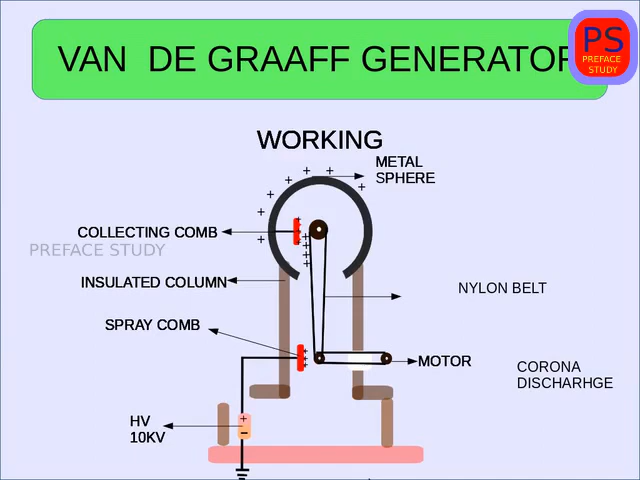 VAN DE GRAAFF GENERATOR
PS
PREFACE
STUDY
WORKING
METAL
SPHERE
COLLECTING COMB
PREFACE STUDY
INSULATED COLUMN
NYLON BELT
SPRAY COMB
MOTOR
CORONA
DISCHARHGE
HV
10KV